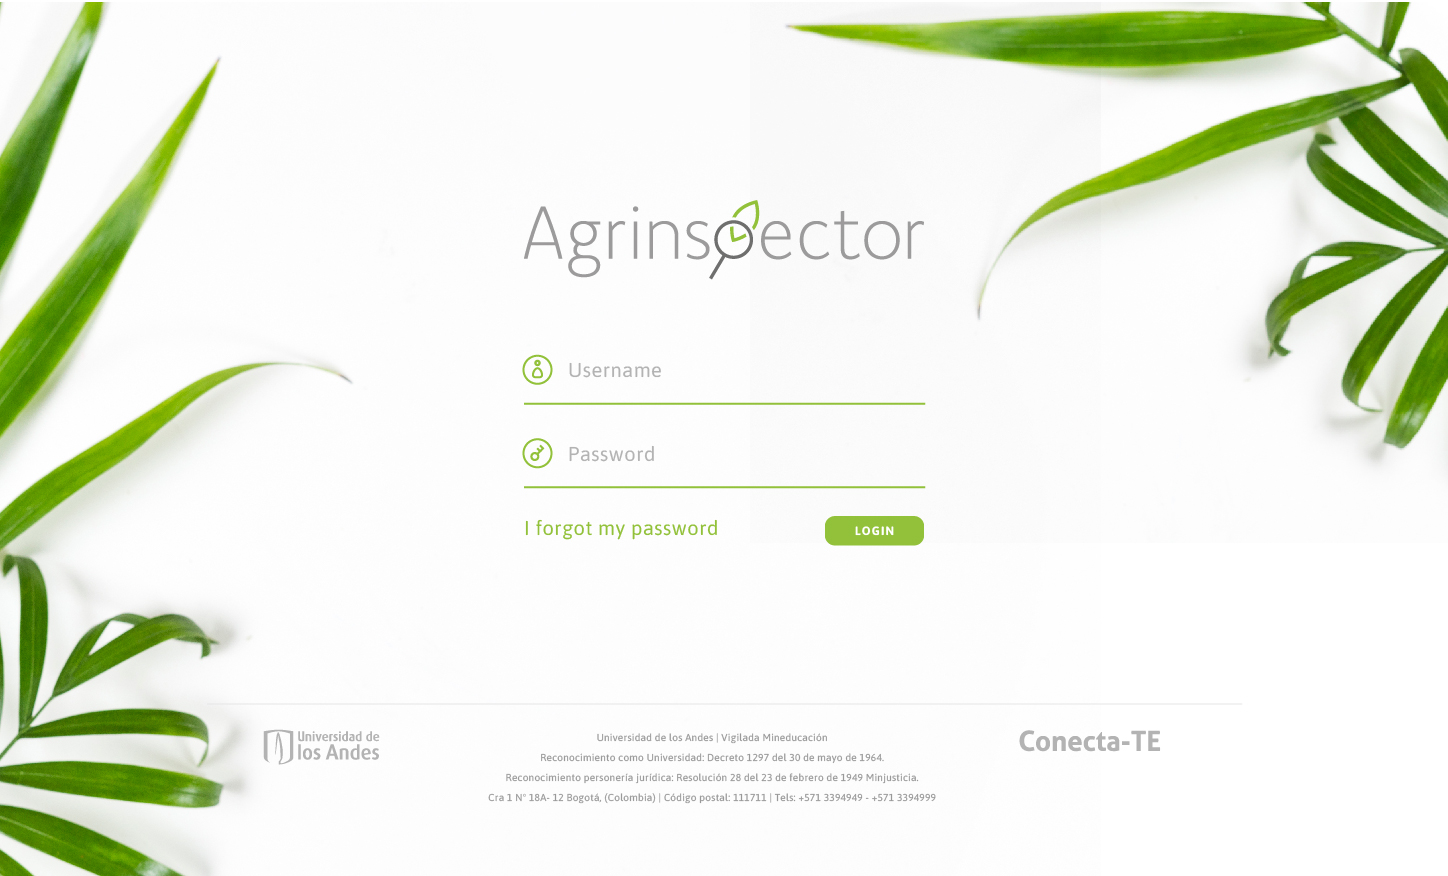 Agrinspector
Username
Password
I forgot my password
LOGIN
Universidad de
los Andes
Universidad de los Andes | Vigilada Mineducación
Reconocimiento como Universidad: Decreto 1297 del 30 de mayo de 1964.
Reconocimiento personería jurídica: Resolución 28 del 23 de febrero de 1949 Minjusticia.
Cra 1 Nº 18A- 12 Bogotá, (Colombia) | Código postal: 111711 | Tels: +571 3394949 - +571 3394999
Conecta-TE